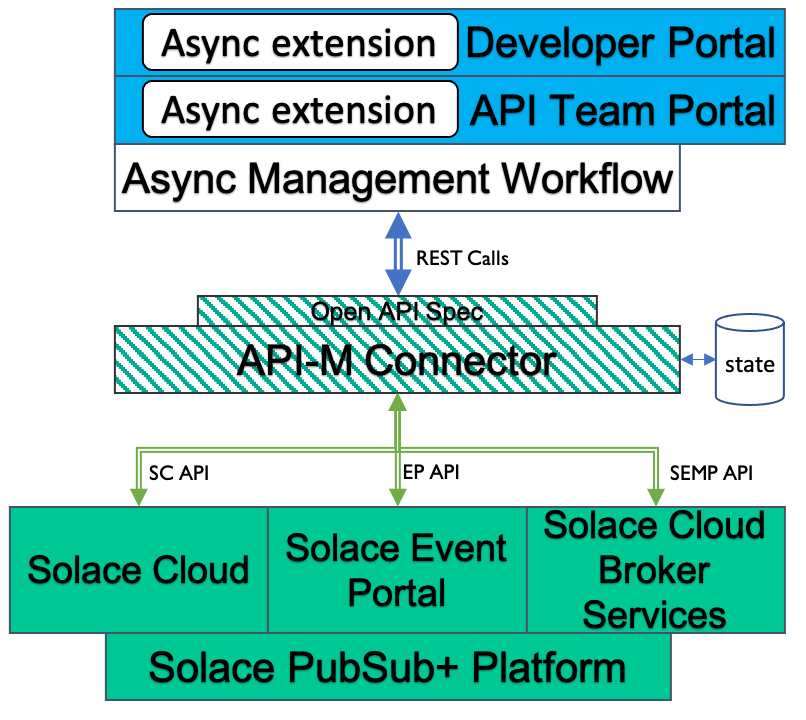 Async extension Developer Portal
Async extension API Team Portal
Async Management Workflow
REST Calls
Open API Spec
API-M Connector
state
SC API
EP API
SEMP API
Solace Cloud
Solace Event
Portal
Solace Cloud
Broker
Services
Solace PubSub+ Platform